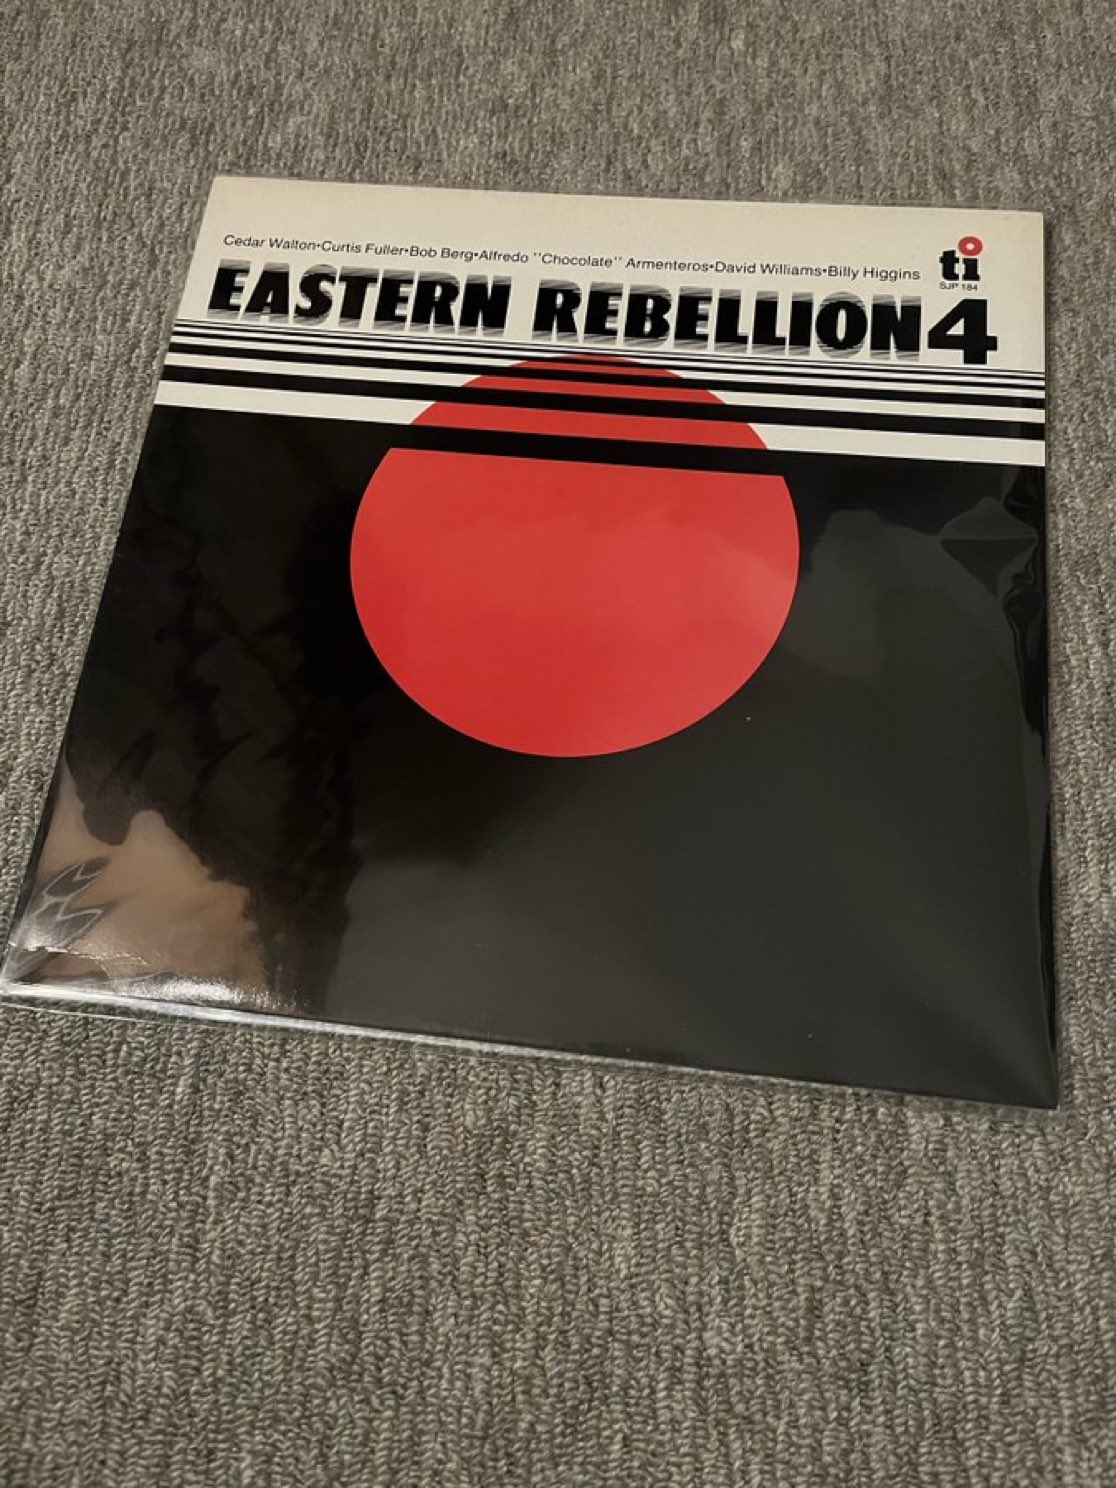 Cedar Walton•Curtis Fuller•Bob Berg•Alfredo ''Chocolate'' Armenteros•David Williams•Billy Higgins
ti
SJP 184
EASTERN REBELLION 4